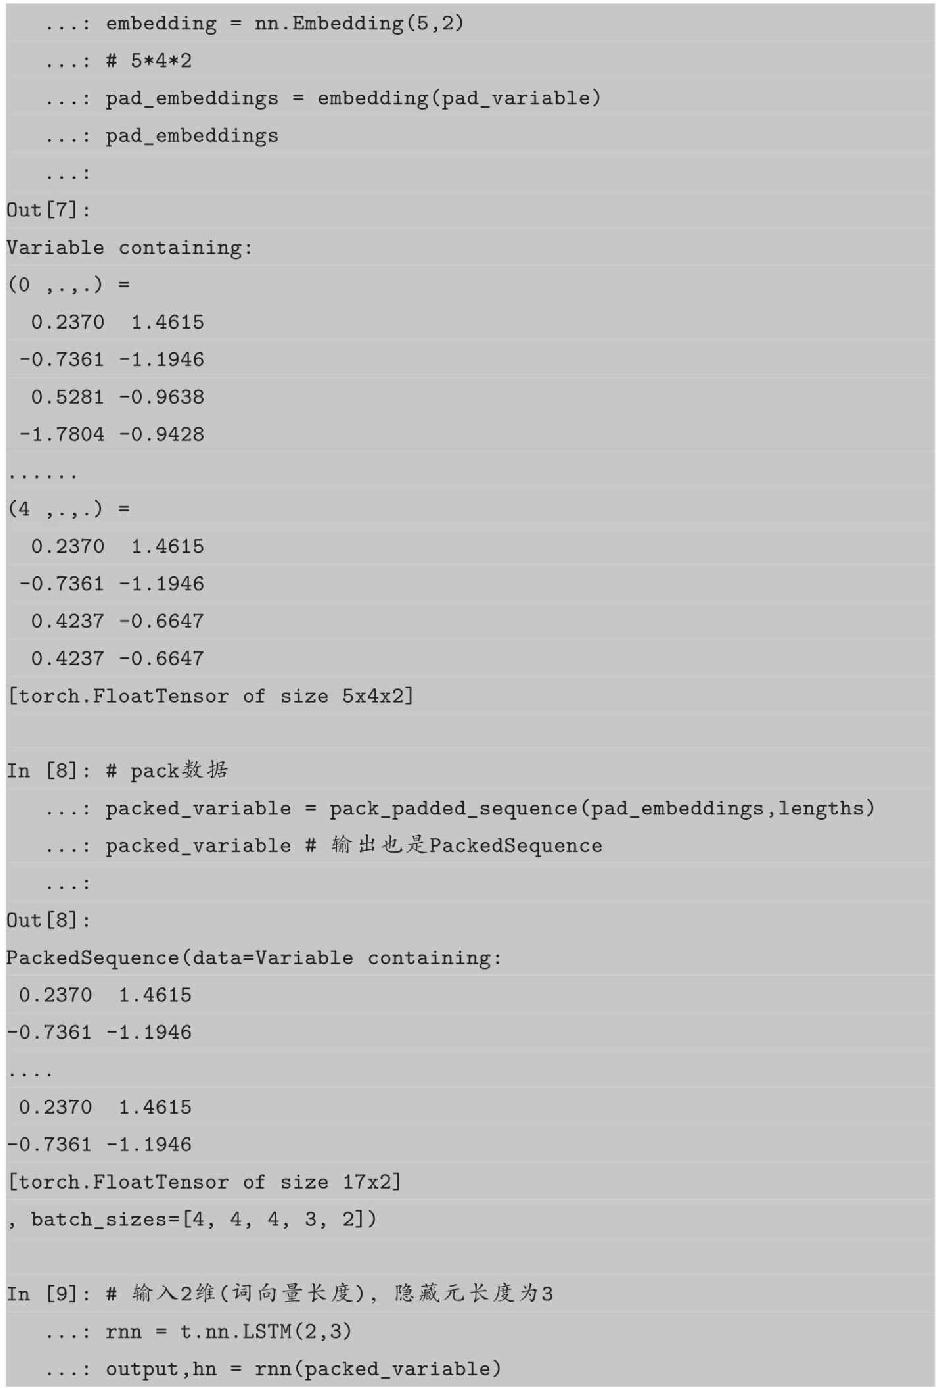 ...: embedding = nn.Embedding(5,2)
...: # 5*4*2
...: pad_embeddings = embedding(pad_variable)
...: pad_embeddings
...:
Out[7]:
Variable containing:
(0 ,.,.) =
0.2370 1.4615
-0.7361 -1.1946
0.5281 -0.9638
-1.7804 -0.9428
......
(4 ,.,.) =
0.2370 1.4615
-0.7361 -1.1946
0.4237 -0.6647
0.4237 -0.6647
[torch.FloatTensor of size 5x4x2]
In [8]: # pack数据
...: packed_variable = pack_padded_sequence(pad_embeddings,lengths)
...: packed_variable # 输出也是PackedSequence
...:
Out[8]:
PackedSequence(data=Variable containing:
0.2370 1.4615
-0.7361 -1.1946
....
0.2370 1.4615
-0.7361 -1.1946
[torch.FloatTensor of size 17x2]
, batch_sizes=[4, 4, 4, 3, 2])
In [9]: # 输入2维(词向量长度), 隐藏元长度为3
...: rnn = t.nn.LSTM(2,3)
...: output,hn = rnn(packed_variable)